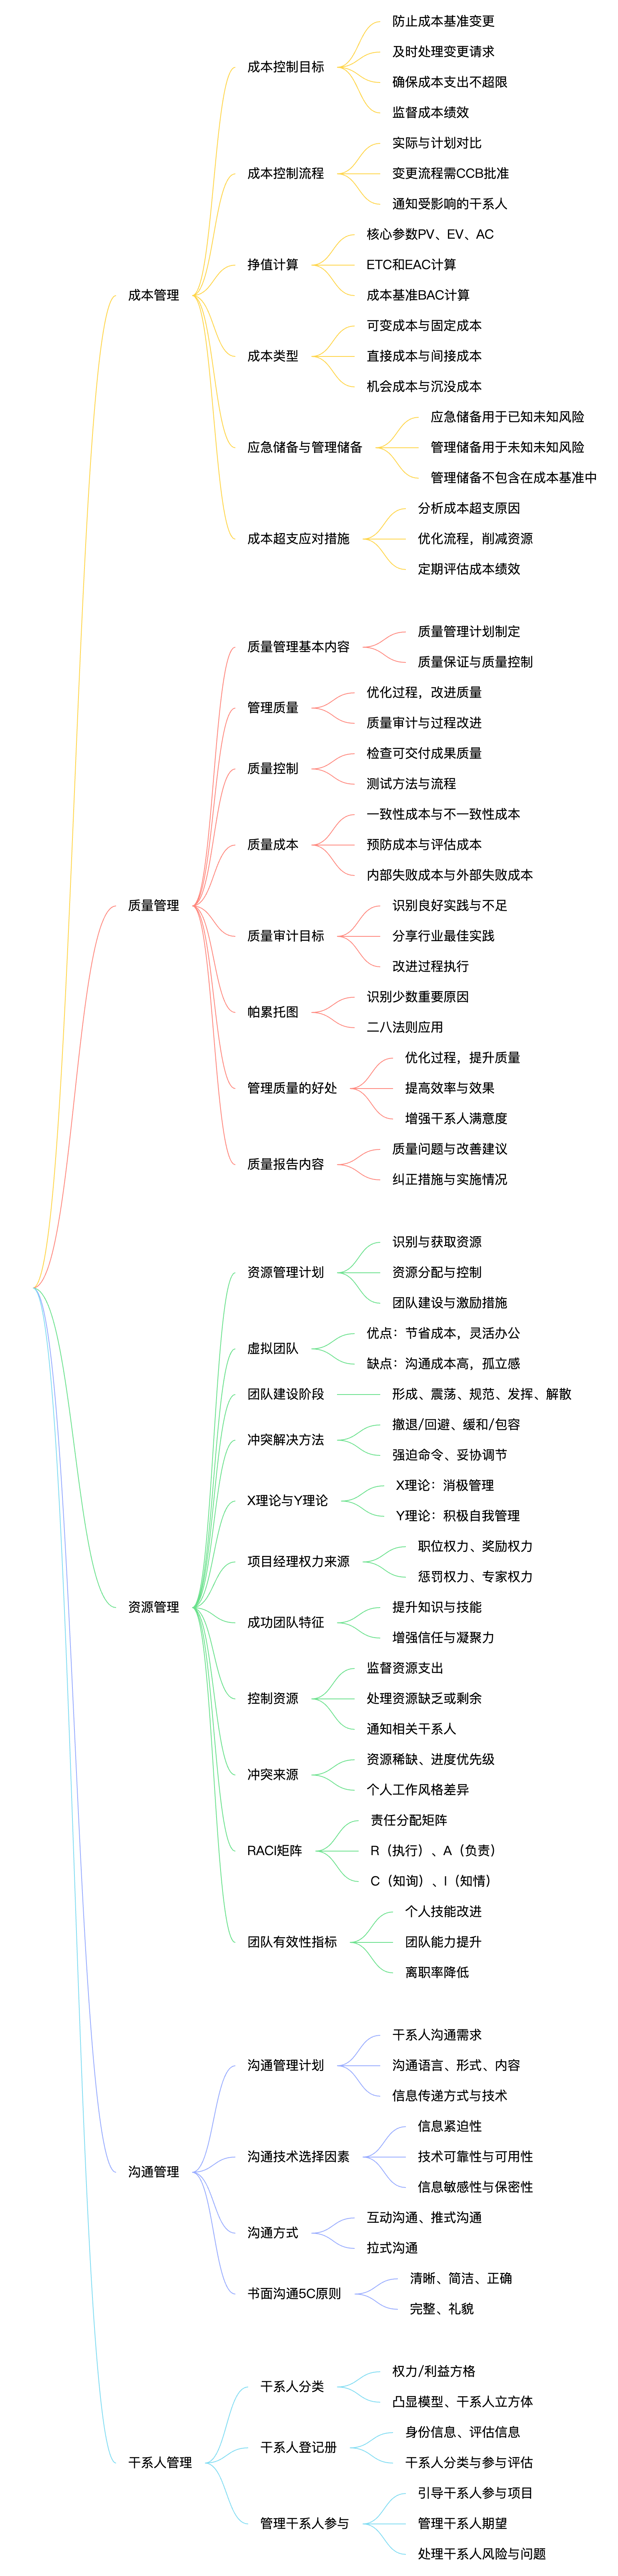 成本管理
成本控制目标
防止成本基准变更
及时处理变更请求
确保成本支出不超限
监督成本绩效
成本控制流程
实际与计划对比
变更流程需CCB批准
通知受影响的干系人
挣值计算
核心参数PV、EV、AC
ETC和EAC计算
成本基准BAC计算
成本类型
可变成本与固定成本
直接成本与间接成本
机会成本与沉没成本
应急储备与管理储备
应急储备用于已知未知风险
管理储备用于未知未知风险
管理储备不包含在成本基准中
成本超支应对措施
分析成本超支原因
优化流程，削减资源
定期评估成本绩效
质量管理
质量管理基本内容
质量管理计划制定
质量保证与质量控制
管理质量
优化过程，改进质量
质量审计与过程改进
质量控制
检查可交付成果质量
测试方法与流程
质量成本
一致性成本与不一致性成本
预防成本与评估成本
内部失败成本与外部失败成本
质量审计目标
识别良好实践与不足
分享行业最佳实践
改进过程执行
帕累托图
识别少数重要原因
二八法则应用
管理质量的好处
优化过程，提升质量
提高效率与效果
增强干系人满意度
质量报告内容
质量问题与改善建议
纠正措施与实施情况
资源管理
资源管理计划
识别与获取资源
资源分配与控制
团队建设与激励措施
虚拟团队
优点：节省成本，灵活办公
缺点：沟通成本高，孤立感
团队建设阶段
形成、震荡、规范、发挥、解散
冲突解决方法
撤退/回避、缓和/包容
强迫命令、妥协调节
X理论与Y理论
X理论：消极管理
Y理论：积极自我管理
项目经理权力来源
职位权力、奖励权力
惩罚权力、专家权力
成功团队特征
提升知识与技能
增强信任与凝聚力
控制资源
监督资源支出
处理资源缺乏或剩余
通知相关干系人
冲突来源
资源稀缺、进度优先级
个人工作风格差异
RACI矩阵
责任分配矩阵
R（执行）、A（负责）
C（知询）、I（知情）
团队有效性指标
个人技能改进
团队能力提升
离职率降低
沟通管理
沟通管理计划
干系人沟通需求
沟通语言、形式、内容
信息传递方式与技术
沟通技术选择因素
信息紧迫性
技术可靠性与可用性
信息敏感性与保密性
沟通方式
互动沟通、推式沟通
拉式沟通
书面沟通5C原则
清晰、简洁、正确
完整、礼貌
干系人管理
干系人分类
权力/利益方格
凸显模型、干系人立方体
干系人登记册
身份信息、评估信息
干系人分类与参与评估
管理干系人参与
引导干系人参与项目
管理干系人期望
处理干系人风险与问题